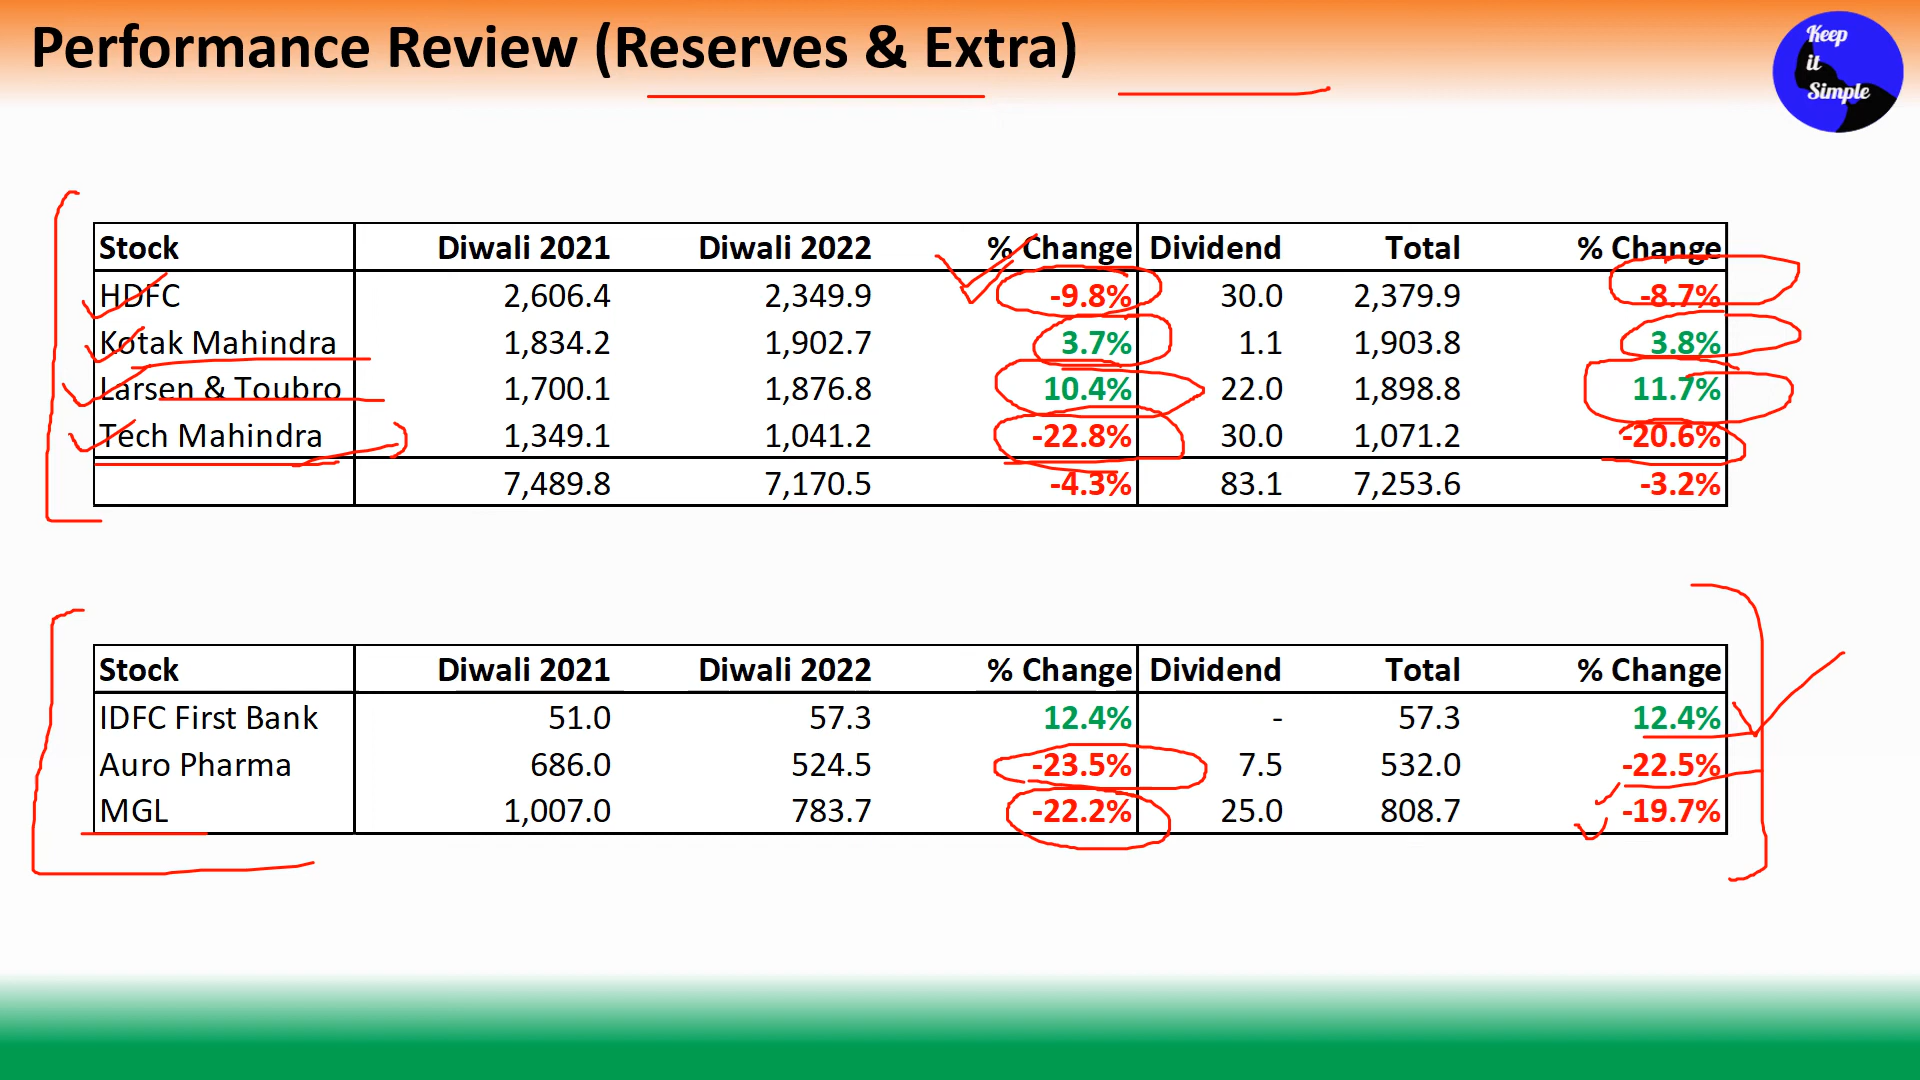 Performance Review (Reserves & Extra)
Keep
it
Simple
Stock Diwali 2021 Diwali 2022 % Change Dividend Total % Change
HDFC 2,606.4 2,349.9 -9.8% 30.0 2,379.9 -8.7%
Kotak Mahindra 1,834.2 1,902.7 3.7% 1.1 1,903.8 3.8%
Larsen & Toubro 1,700.1 1,876.8 10.4% 22.0 1,898.8 11.7%
Tech Mahindra 1,349.1 1,041.2 -22.8% 30.0 1,071.2 -20.6%
7,489.8 7,170.5 -4.3% 83.1 7,253.6 -3.2%
Stock Diwali 2021 Diwali 2022 % Change Dividend Total % Change
IDFC First Bank 51.0 57.3 12.4% - 57.3 12.4%
Auro Pharma 686.0 524.5 -23.5% 7.5 532.0 -22.5%
MGL 1,007.0 783.7 -22.2% 25.0 808.7 -19.7%